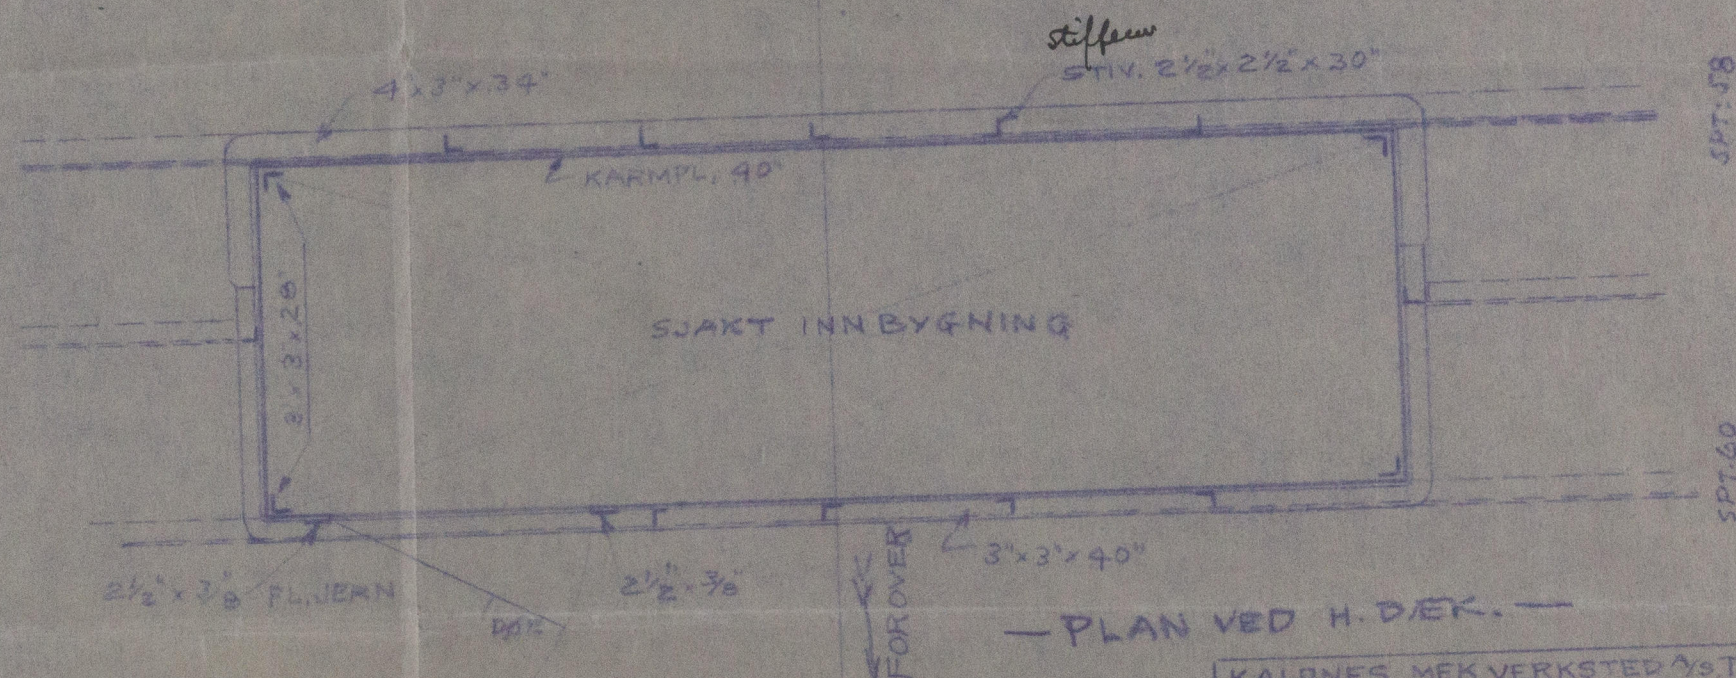 stiffener
STIV. 2½"x 2½"x 30"
4"x3"x.34"
KARMPL. 40"
SPT. 58
3"x 3"x 28"
SJAKT INNBYGNING
SPT. 60
2½"x 3/8" FL.JERN
DØR
2½"x 3/8"
FOROVER
3"x 3"x 40"
— PLAN VED H. DÆK. —
KALDNES MEK VERKSTED A/S T